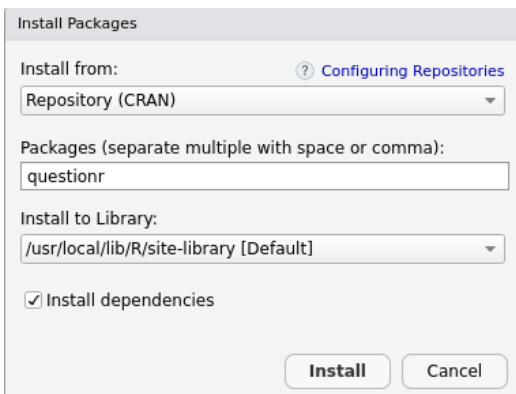 Install Packages
Install from:
? Configuring Repositories
Repository (CRAN)
Packages (separate multiple with space or comma):
questionr
Install to Library:
/usr/local/lib/R/site-library [Default]
Install dependencies
Install
Cancel